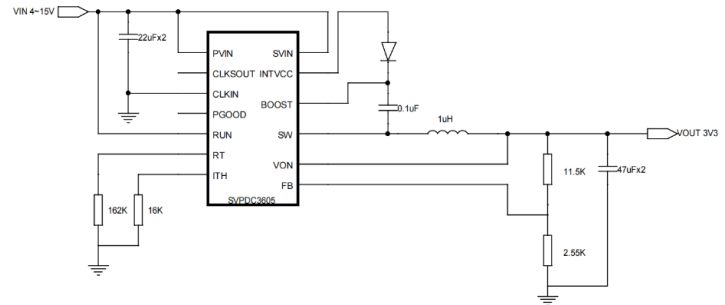 VIN 4~15V
22uFx2
PVIN
SVIN
CLKSOUT
INTVCC
CLKIN
BOOST
PGOOD
RUN
SW
RT
VON
ITH
FB
SVPDC3605
0.1uF
1uH
VOUT 3V3
11.5K
47uFx2
162K
16K
2.55K